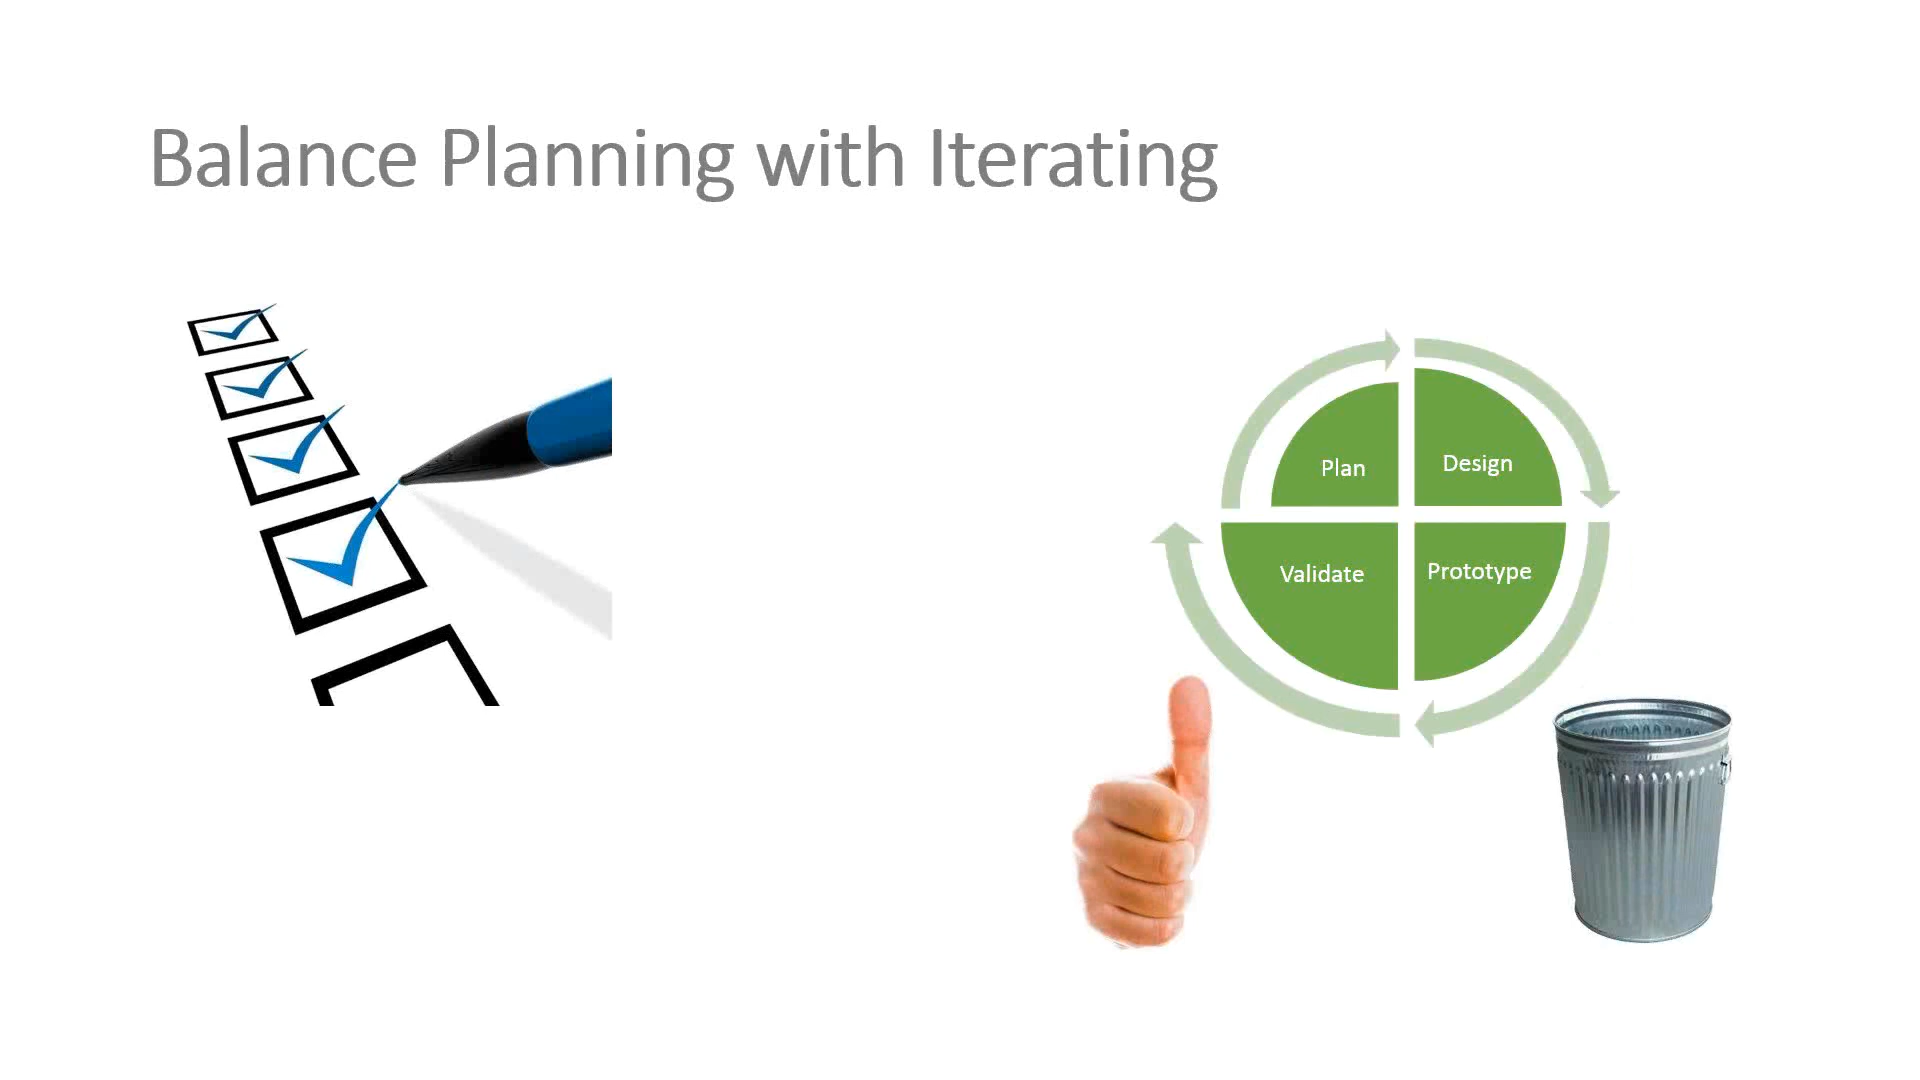 Balance Planning with Iterating
Plan
Design
Validate
Prototype